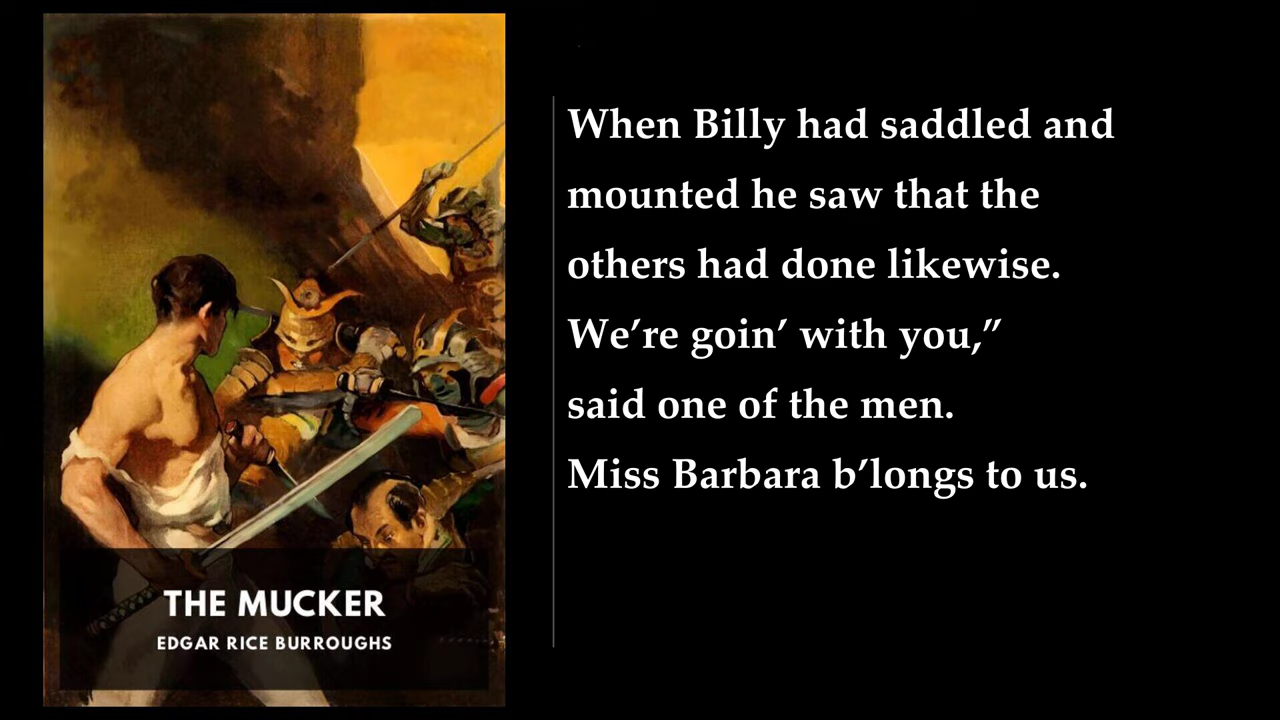 THE MUCKER
EDGAR RICE BURROUGHS
When Billy had saddled and
mounted he saw that the
others had done likewise.
We’re goin’ with you,”
said one of the men.
Miss Barbara b’longs to us.